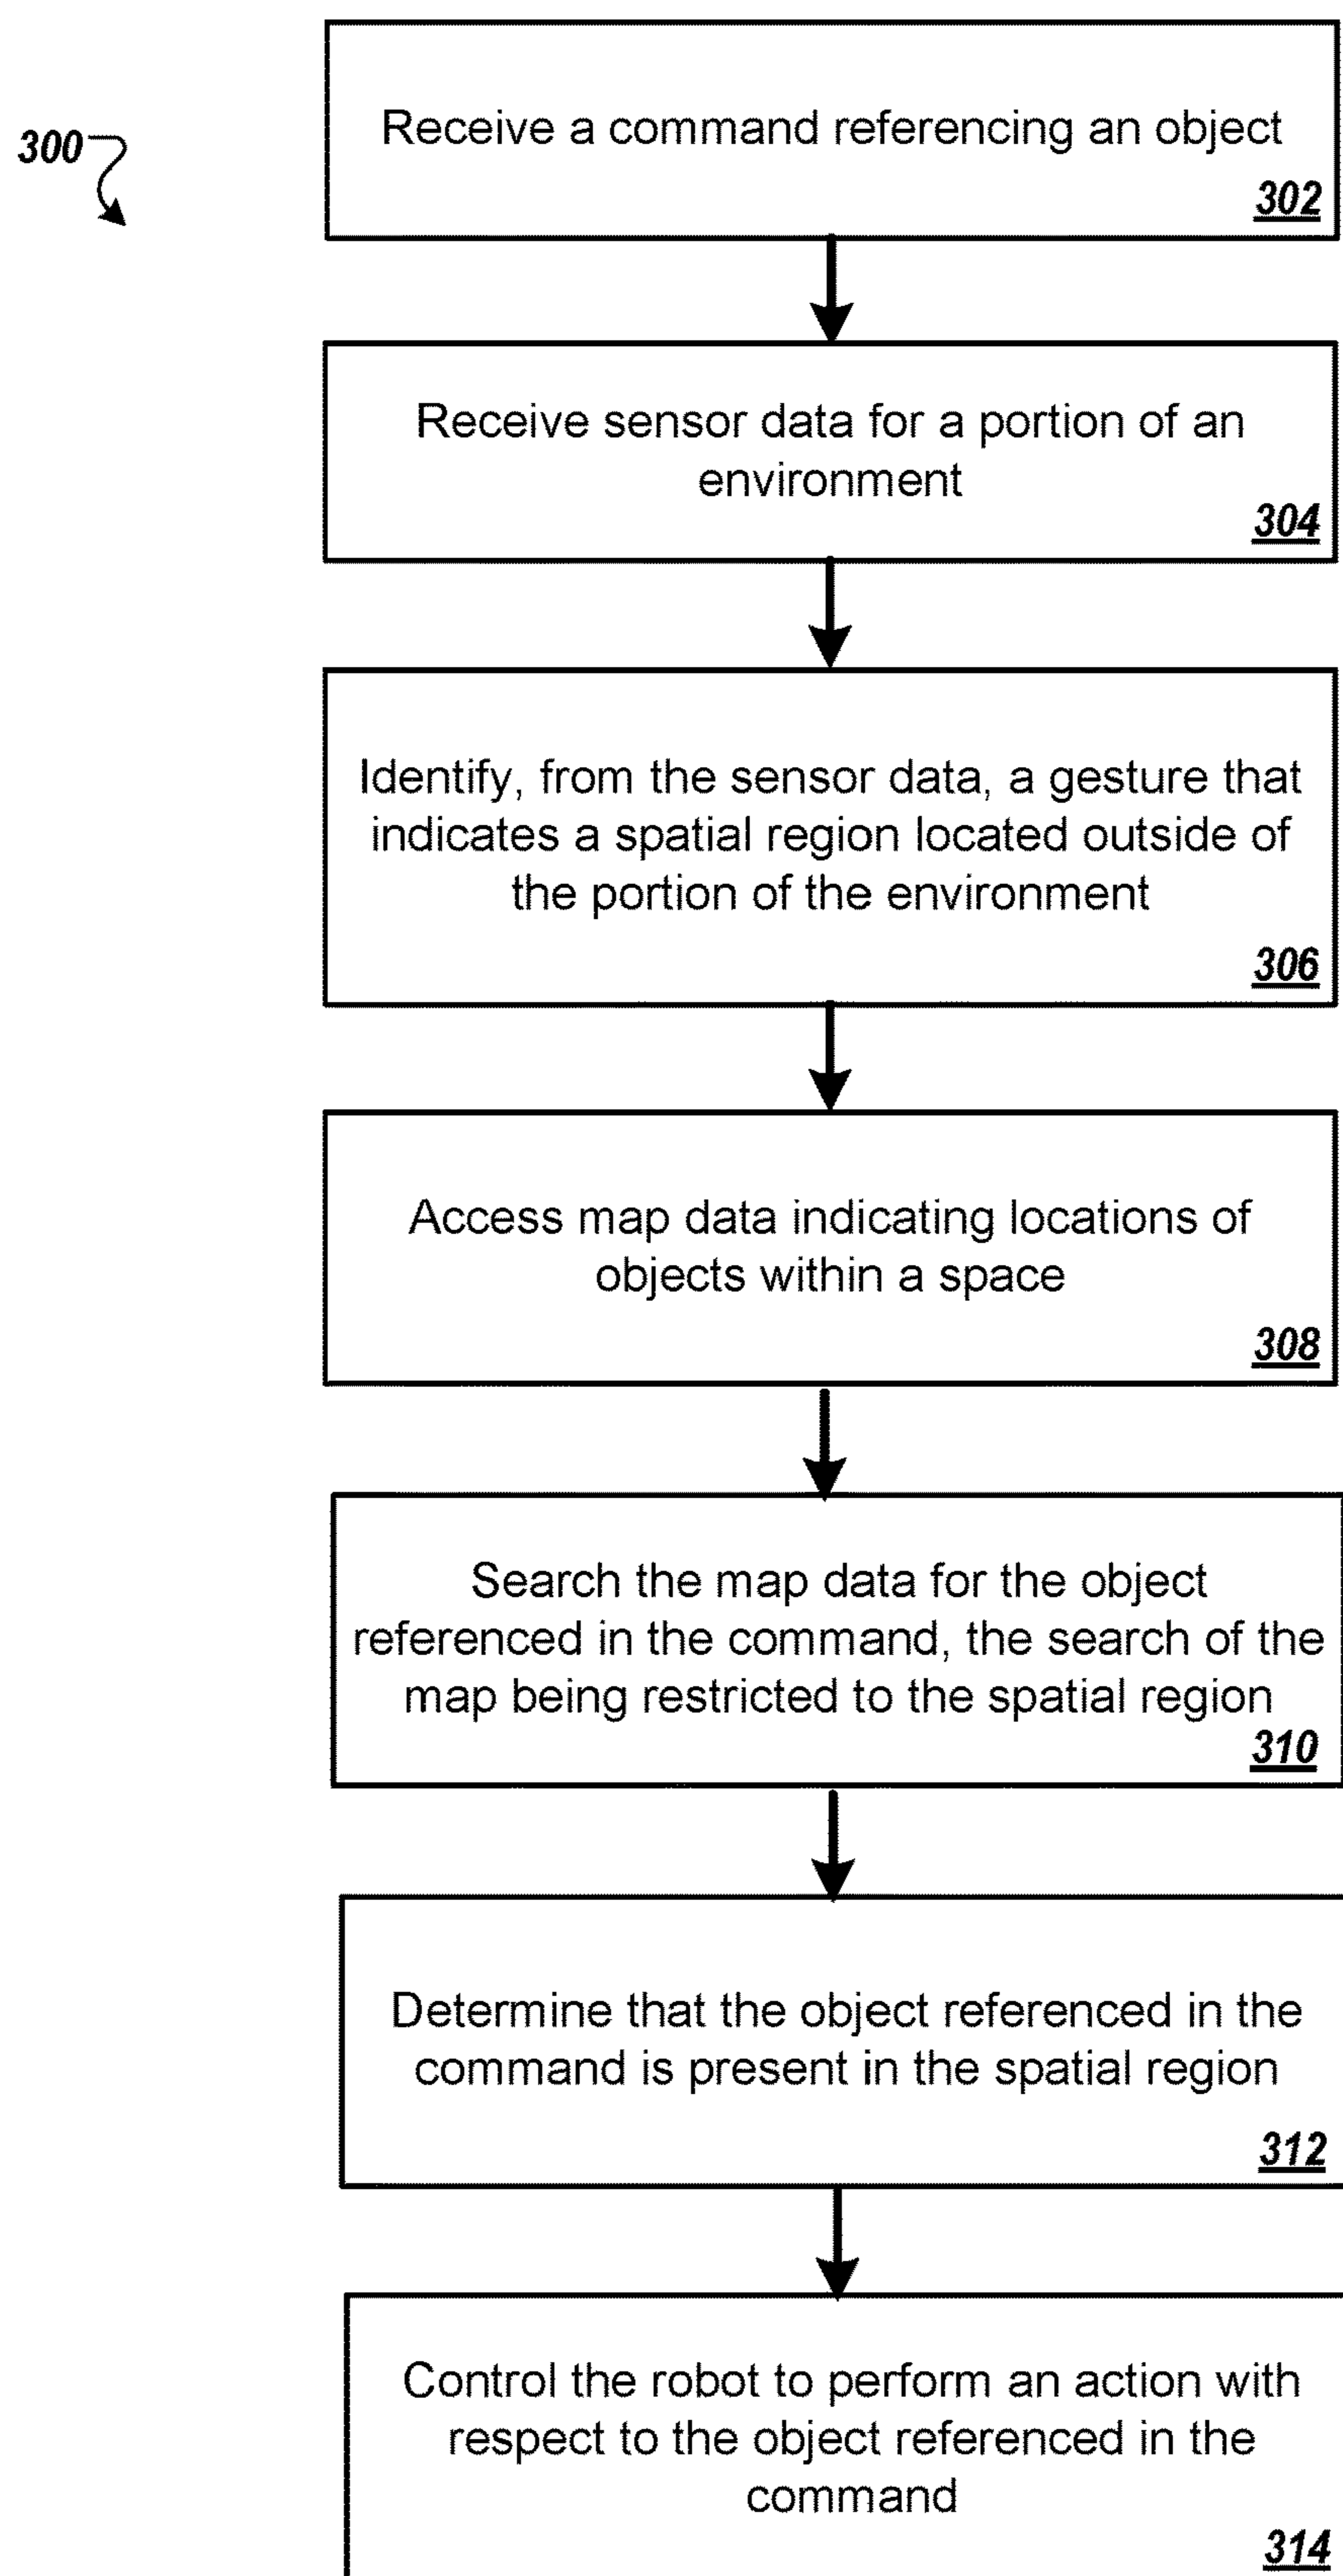 300
Receive a command referencing an object
302
Receive sensor data for a portion of an
environment
304
Identify, from the sensor data, a gesture that
indicates a spatial region located outside of
the portion of the environment
306
Access map data indicating locations of
objects within a space
308
Search the map data for the object
referenced in the command, the search of the
map being restricted to the spatial region
310
Determine that the object referenced in the
command is present in the spatial region
312
Control the robot to perform an action with
respect to the object referenced in the
command
314